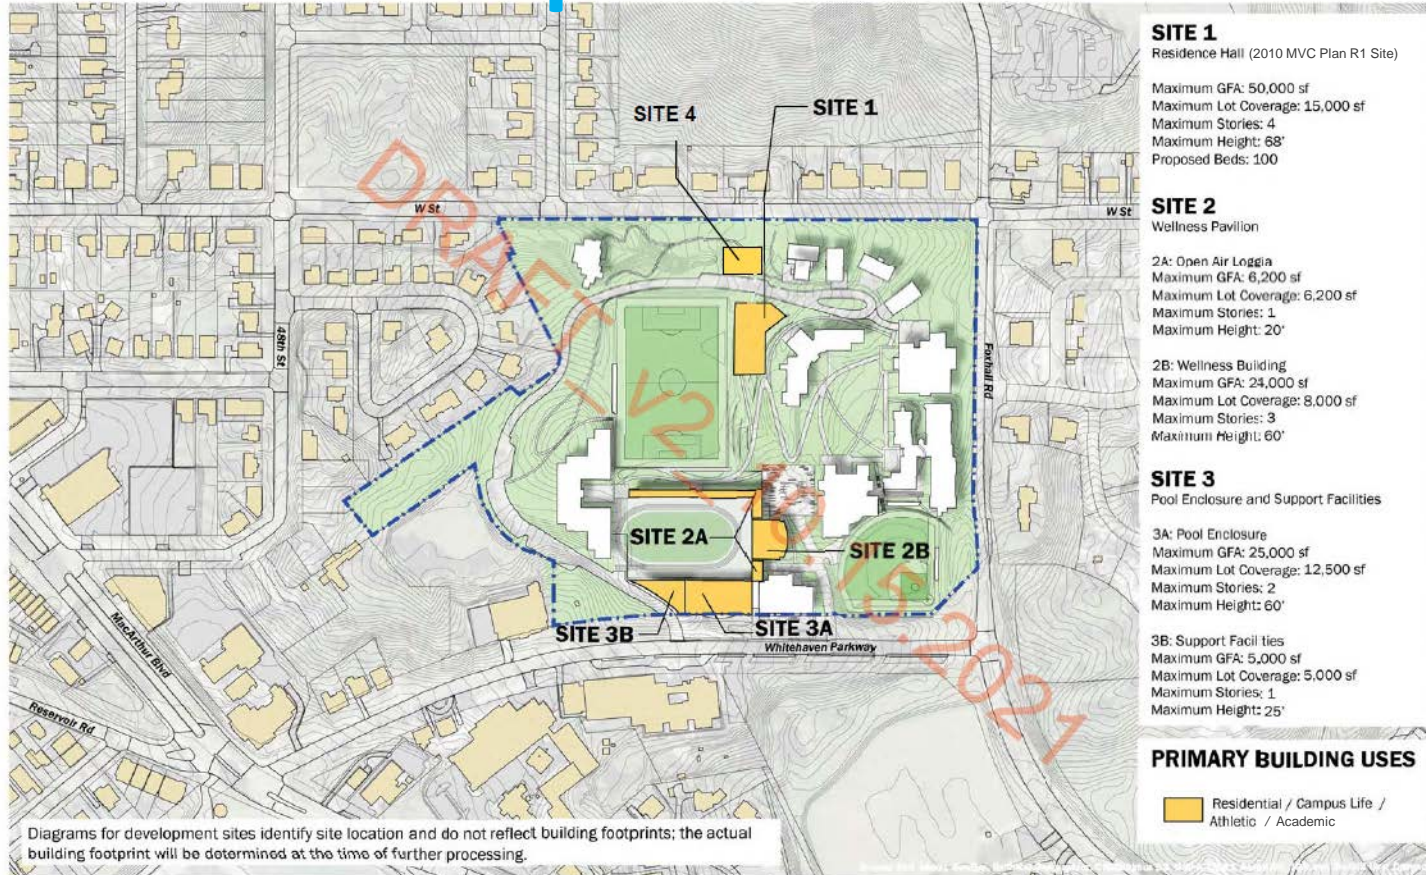 SITE 4
SITE 1
W St
W St
48th St
Foxhall Rd
SITE 2A
SITE 2B
SITE 3B
SITE 3A
Whitehaven Parkway
MacArthur Blvd
Reservoir Rd
DRAFT_v2_10.15.2021
Diagrams for development sites identify site location and do not reflect building footprints; the actual
building footprint will be determined at the time of further processing.
SITE 1
Residence Hall (2010 MVC Plan R1 Site)
Maximum GFA: 50,000 sf
Maximum Lot Coverage: 15,000 sf
Maximum Stories: 4
Maximum Height: 68'
Proposed Beds: 100
SITE 2
Wellness Pavilion
2A: Open Air Loggia
Maximum GFA: 6,200 sf
Maximum Lot Coverage: 6,200 sf
Maximum Stories: 1
Maximum Height: 20'
2B: Wellness Building
Maximum GFA: 24,000 sf
Maximum Lot Coverage: 8,000 sf
Maximum Stories: 3
Maximum Height: 60'
SITE 3
Pool Enclosure and Support Facilities
3A: Pool Enclosure
Maximum GFA: 25,000 sf
Maximum Lot Coverage: 12,500 sf
Maximum Stories: 2
Maximum Height: 60'
3B: Support Facil ties
Maximum GFA: 5,000 sf
Maximum Lot Coverage: 5,000 sf
Maximum Stories: 1
Maximum Height: 25'
PRIMARY BUILDING USES
Residential / Campus Life /
Athletic / Academic